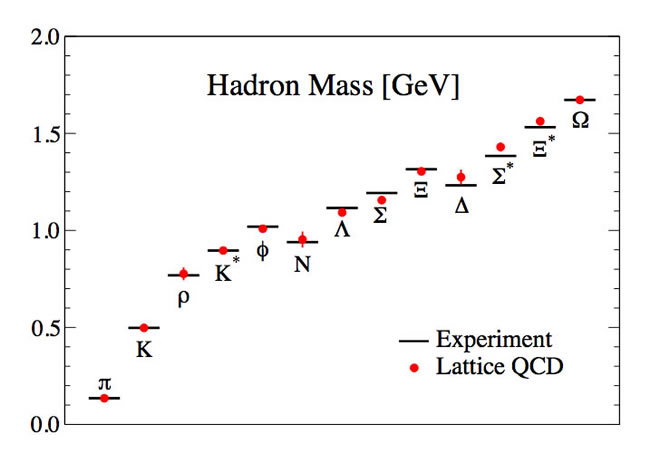 2.0
Hadron Mass [GeV]
1.5
Ω
Ξ*
Σ*
Ξ
Δ
Σ
Λ
1.0
ϕ
N
K*
ρ
0.5
K
Experiment
Lattice QCD
π
0.0